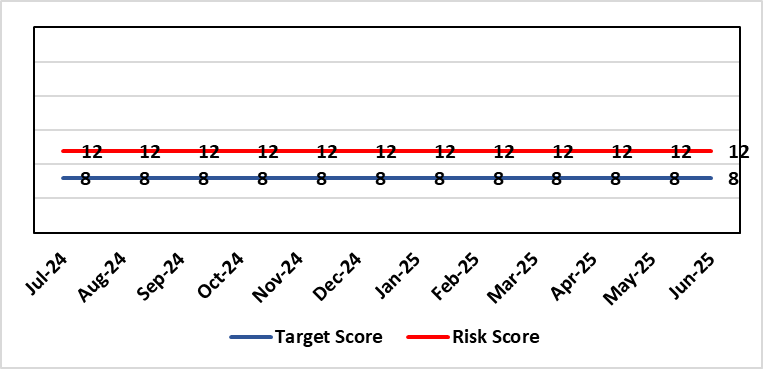 12 12 12 12 12 12 12 12 12 12 12 12
8 8 8 8 8 8 8 8 8 8 8 8
Jul-24 Aug-24 Sep-24 Oct-24 Nov-24 Dec-24 Jan-25 Feb-25 Mar-25 Apr-25 May-25 Jun-25
Target Score Risk Score